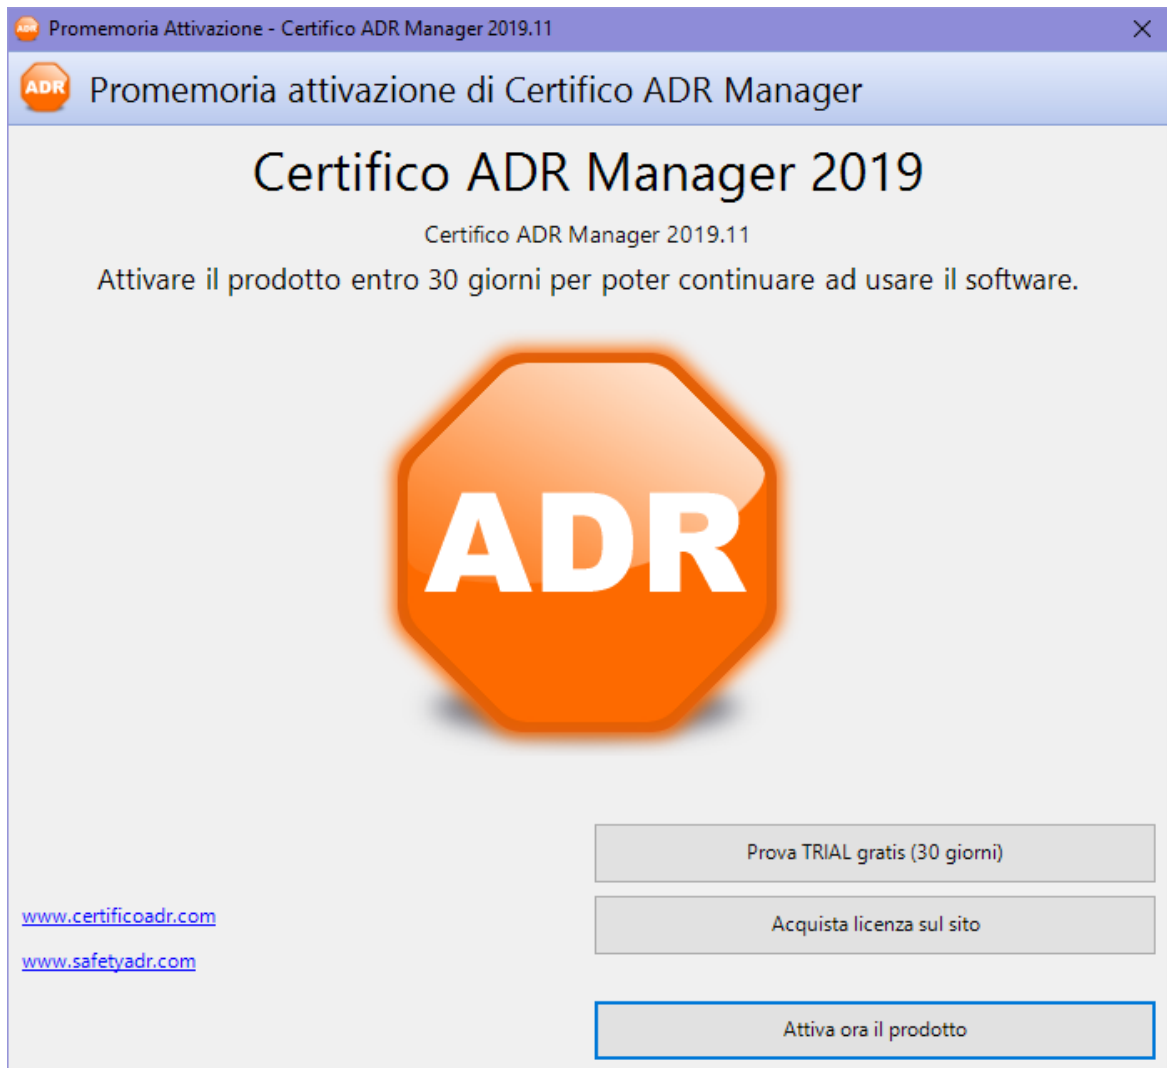 Promemoria Attivazione - Certifico ADR Manager 2019.11
ADR Promemoria attivazione di Certifico ADR Manager
Certifico ADR Manager 2019
Certifico ADR Manager 2019.11
Attivare il prodotto entro 30 giorni per poter continuare ad usare il software.
ADR
Prova TRIAL gratis (30 giorni)
www.certificoadr.com
Acquista licenza sul sito
www.safetyadr.com
Attiva ora il prodotto